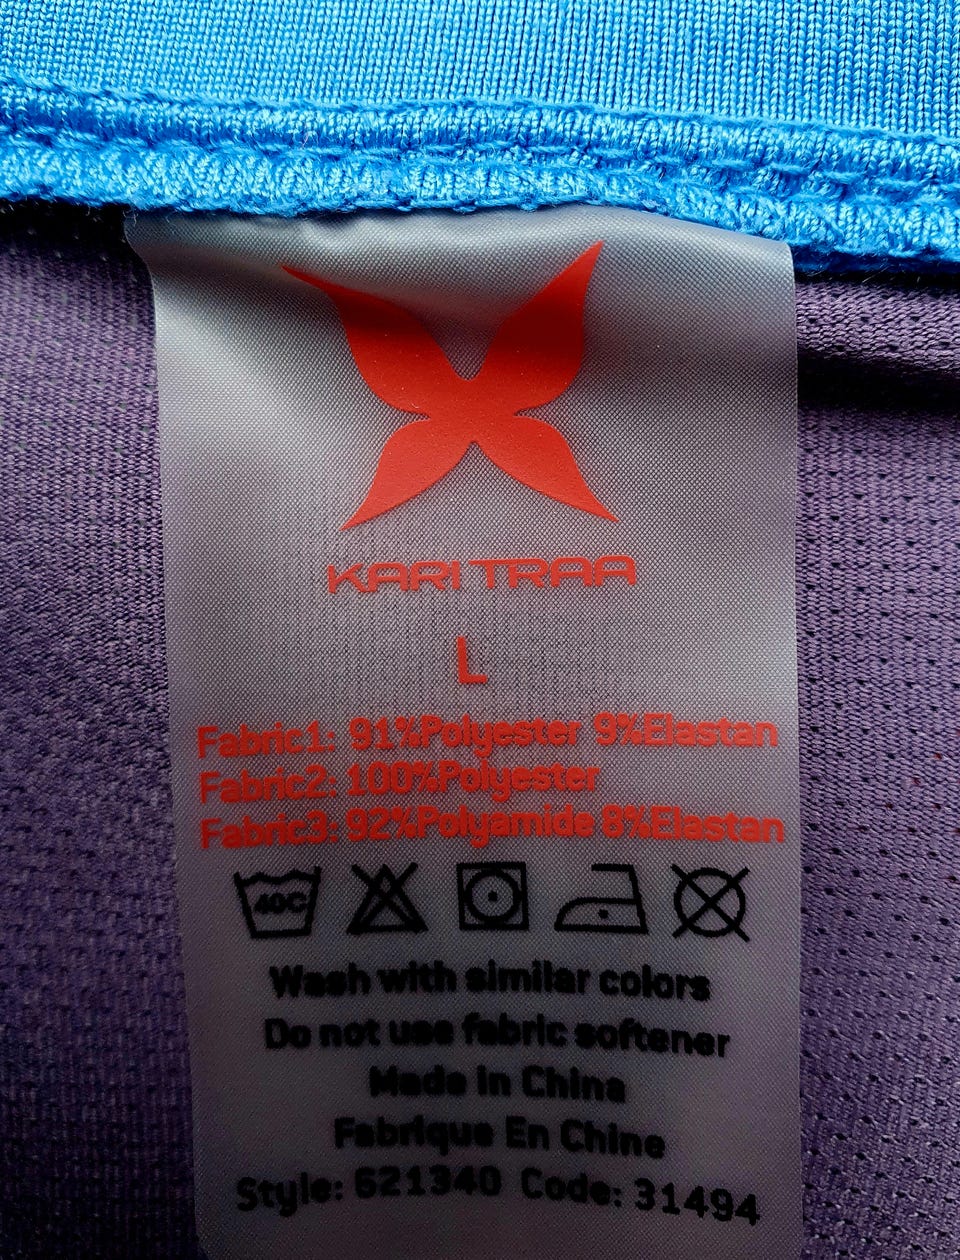 KARI TRAA
L
Fabric1: 91%Polyester 9%Elastan
Fabric2: 100%Polyester
Fabric3: 92%Polyamide 8%Elastan
40C
Wash with similar colors
Do not use fabric softener
Made in China
Fabrique En Chine
Style: 621340 Code: 31494